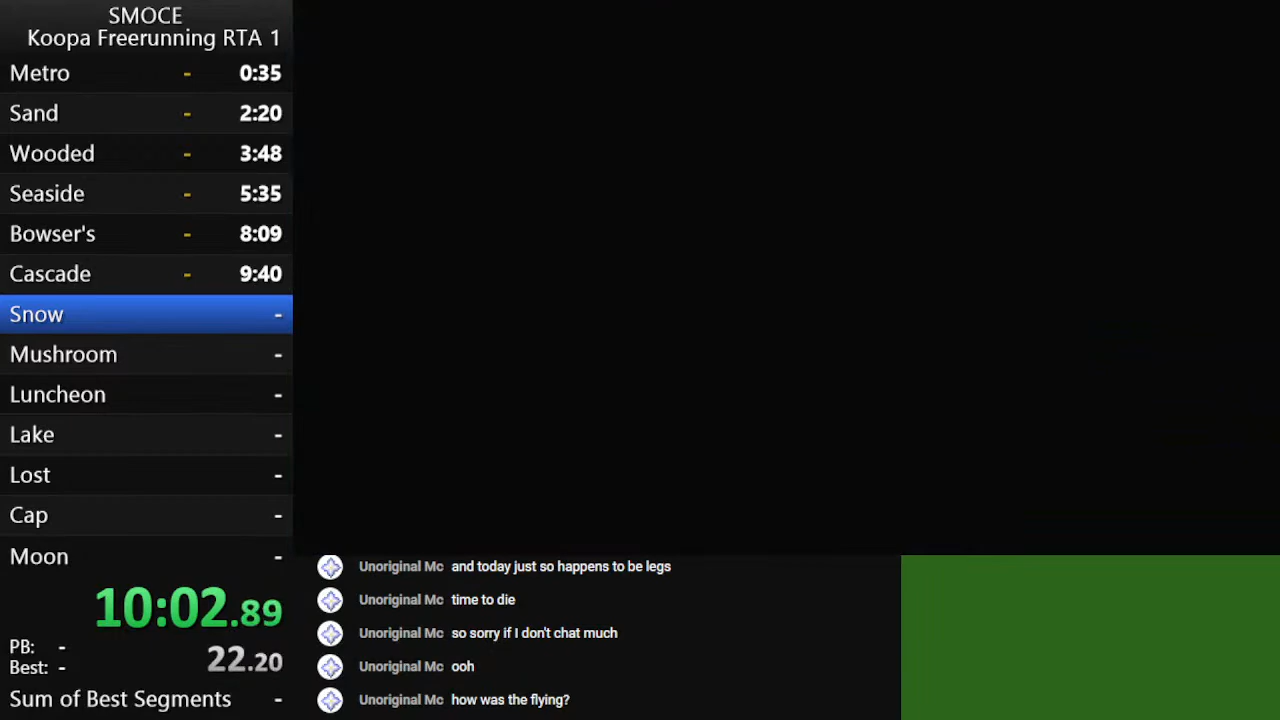 SMOCE
Koopa Freerunning RTA 1
Metro - 0:35
Sand - 2:20
Wooded - 3:48
Seaside - 5:35
Bowser's - 8:09
Cascade - 9:40
Snow -
Mushroom -
Luncheon -
Lake -
Lost -
Cap -
Moon -
10:02.89
PB: -
Best: - 22.20
Sum of Best Segments -
Unoriginal Mc and today just so happens to be legs
Unoriginal Mc time to die
Unoriginal Mc so sorry if I don't chat much
Unoriginal Mc ooh
Unoriginal Mc how was the flying?